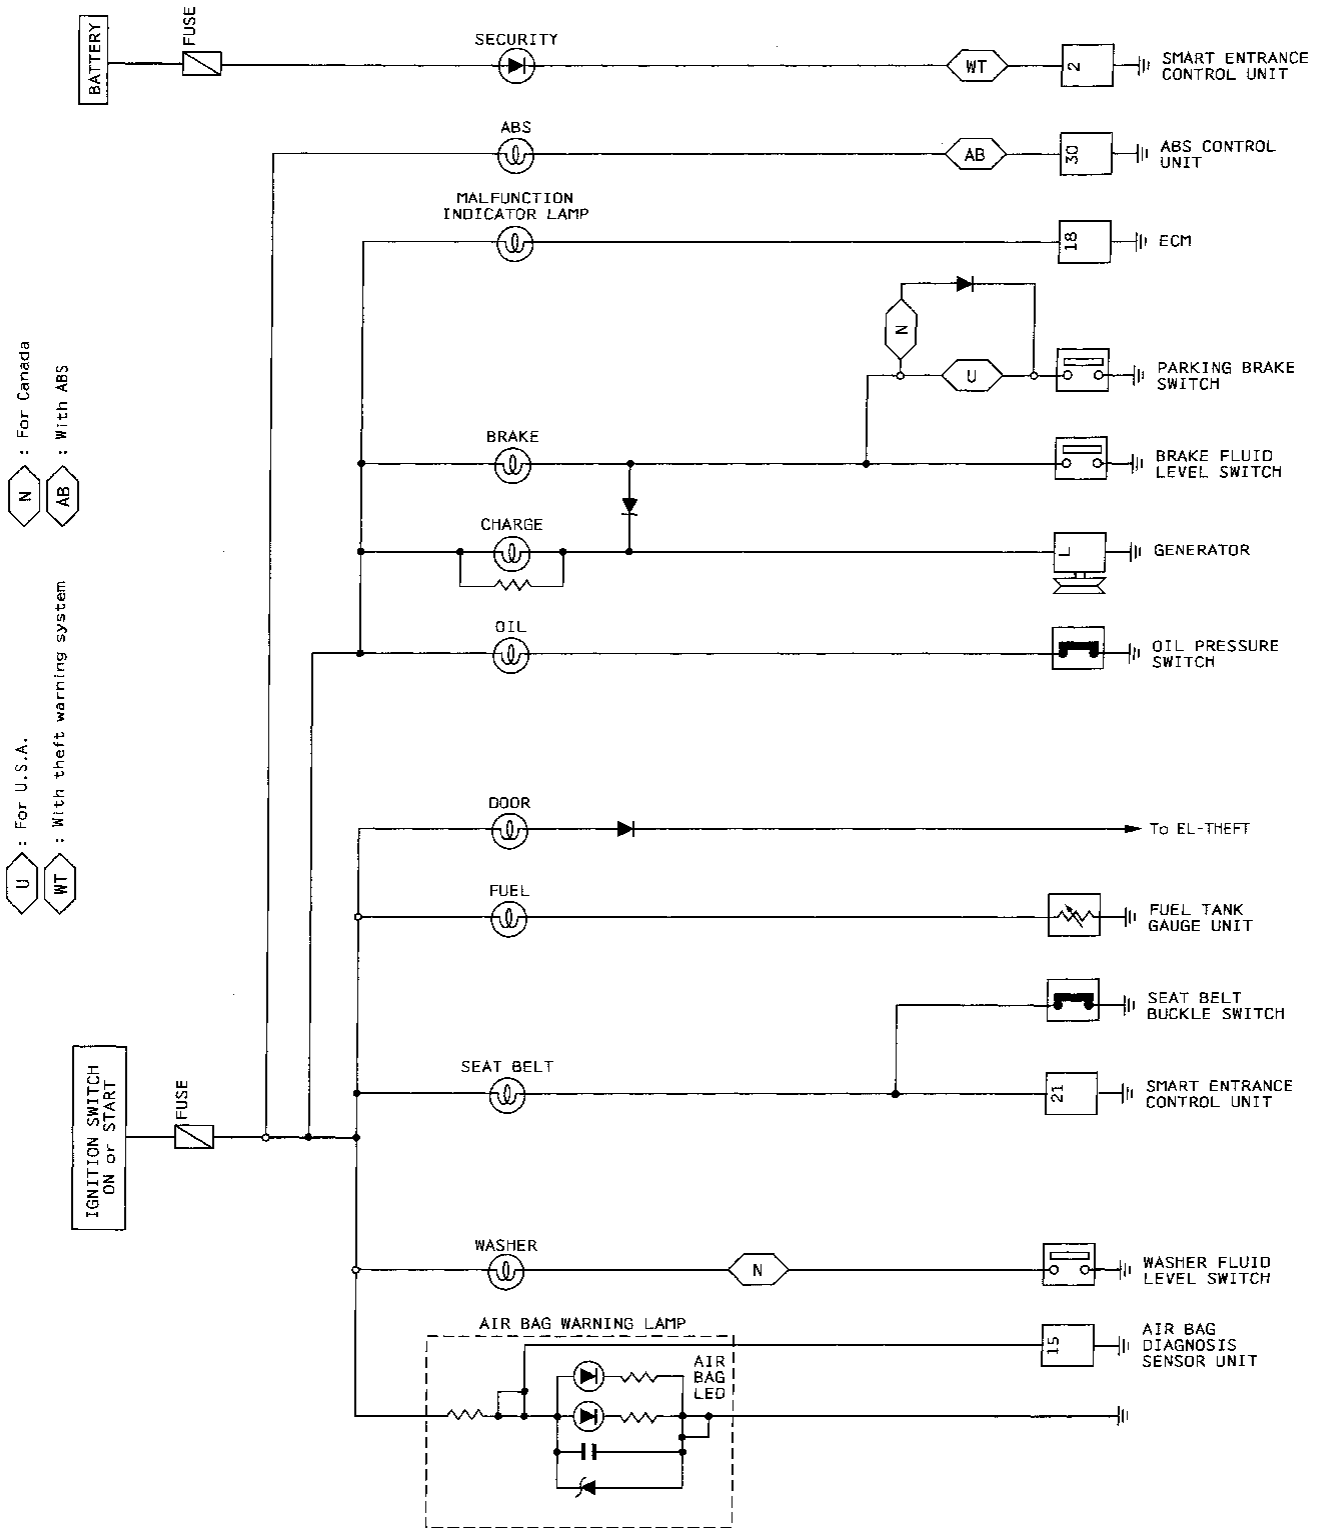 BATTERY
FUSE
SECURITY
WT
2
SMART ENTRANCE
CONTROL UNIT
ABS
AB
30
ABS CONTROL
UNIT
MALFUNCTION
INDICATOR LAMP
18
ECM
N
U
PARKING BRAKE
SWITCH
N : For Canada
AB : With ABS
BRAKE
BRAKE FLUID
LEVEL SWITCH
CHARGE
L
GENERATOR
OIL
OIL PRESSURE
SWITCH
U : For U.S.A.
WT : With theft warning system
DOOR
To EL-THEFT
FUEL
FUEL TANK
GAUGE UNIT
SEAT BELT
BUCKLE SWITCH
SEAT BELT
21
SMART ENTRANCE
CONTROL UNIT
IGNITION SWITCH
ON or START
FUSE
WASHER
N
WASHER FLUID
LEVEL SWITCH
AIR BAG WARNING LAMP
15
AIR BAG
DIAGNOSIS
SENSOR UNIT
AIR
BAG
LED